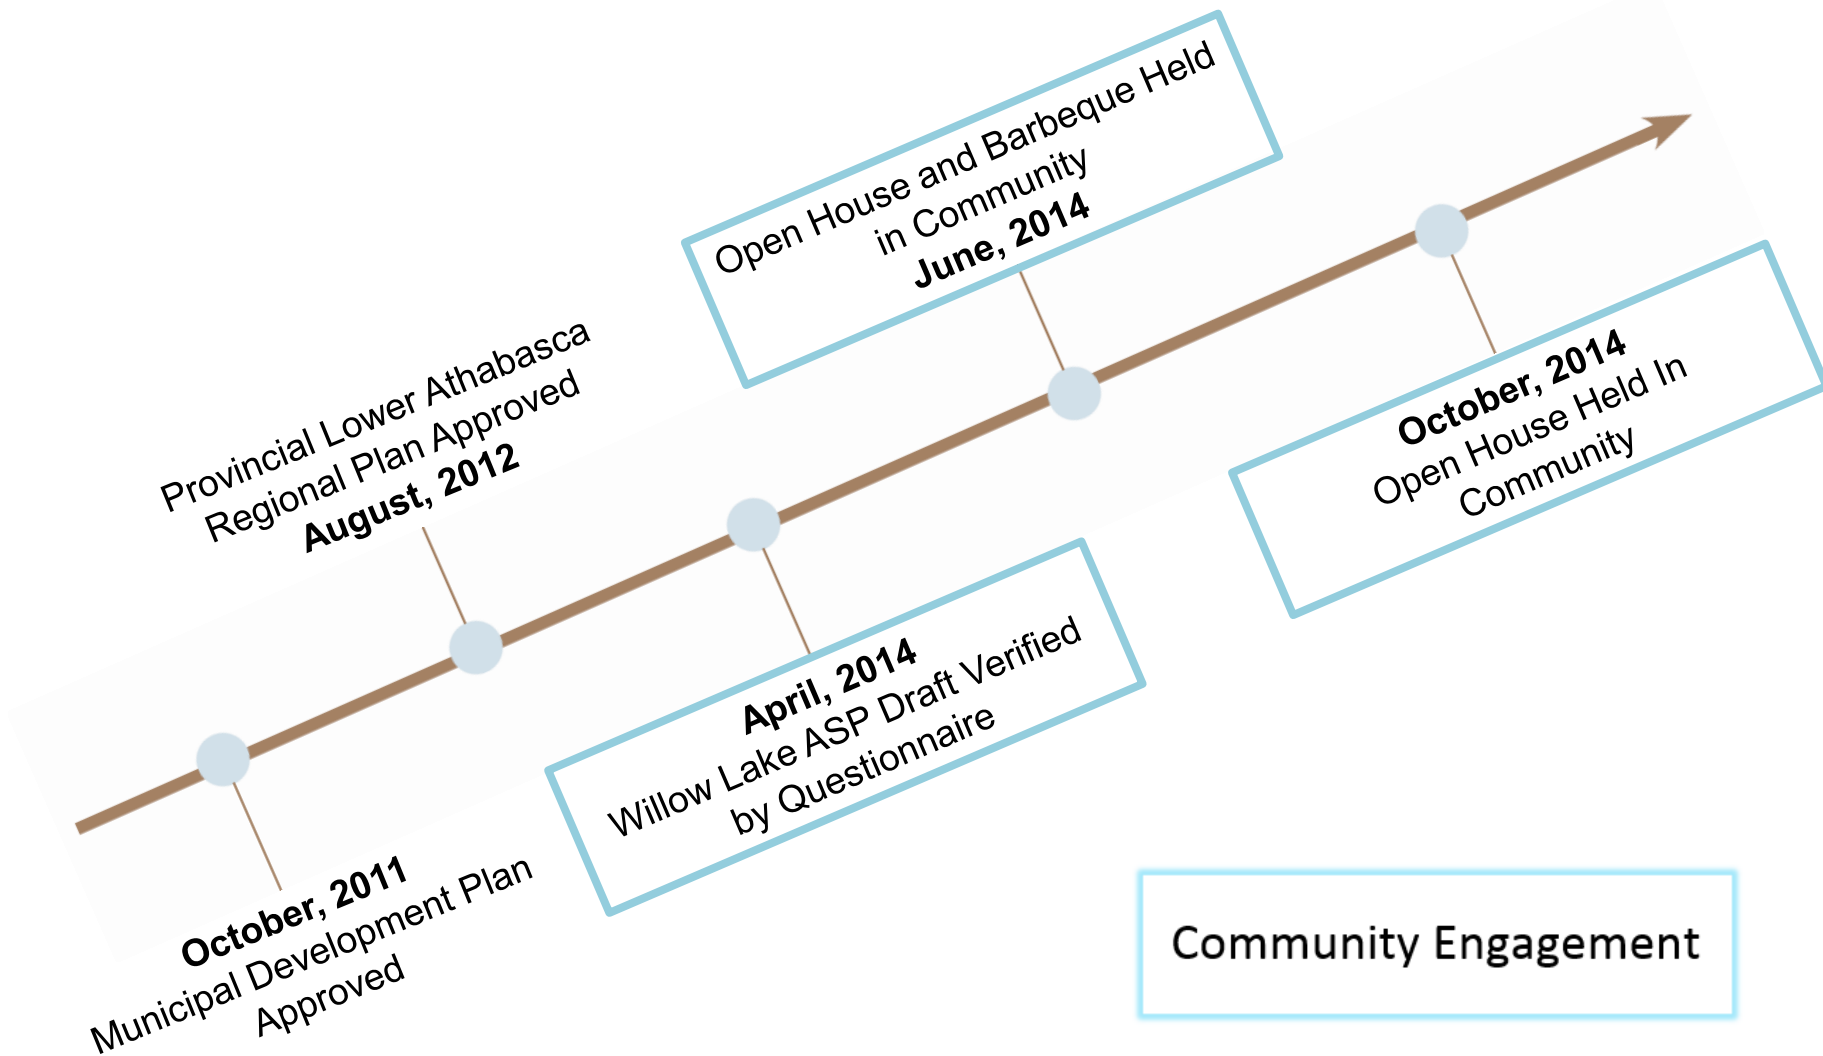 Open House and Barbeque Held
in Community
June, 2014
Provincial Lower Athabasca
Regional Plan Approved
August, 2012
October, 2014
Open House Held In
Community
April, 2014
Willow Lake ASP Draft Verified
by Questionnaire
October, 2011
Municipal Development Plan
Approved
Community Engagement